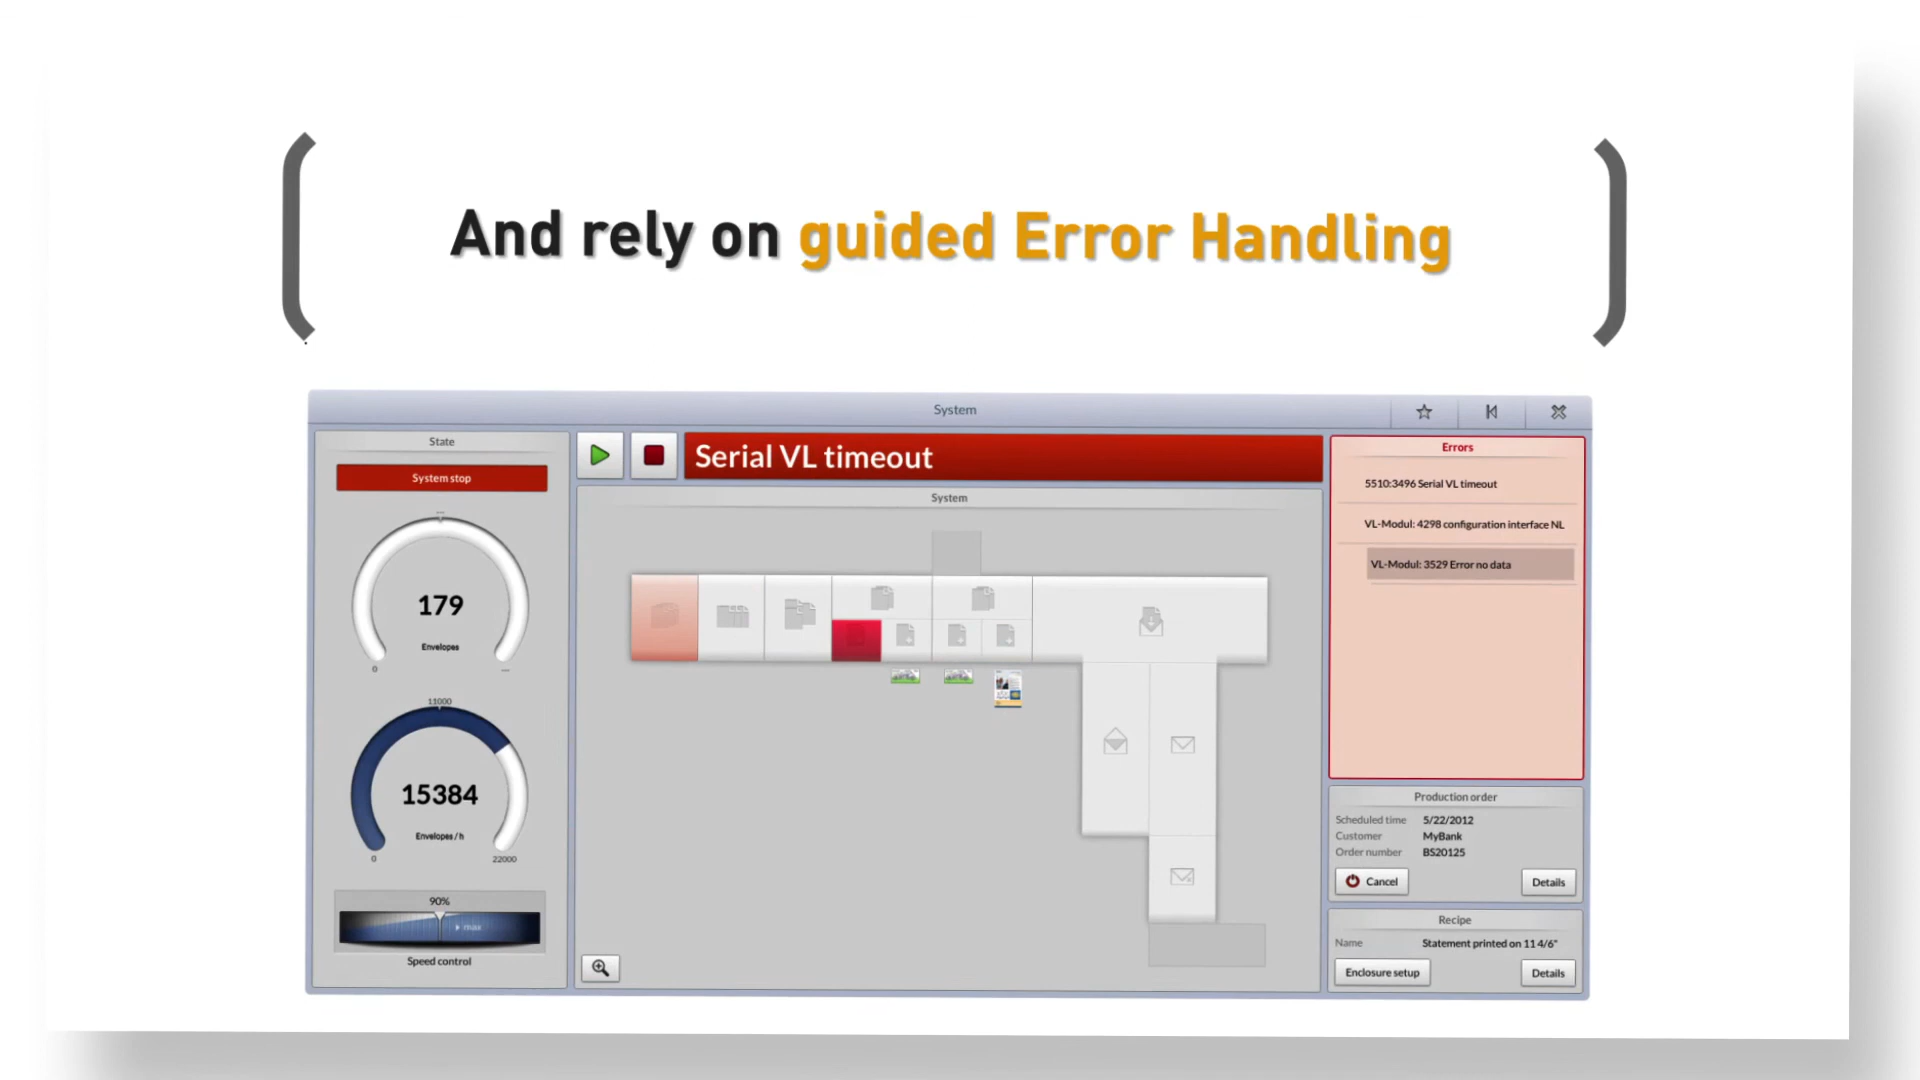 And rely on guided Error Handling
System
State
System stop
179
Envelopes
0
11000
15384
Envelopes / h
0
22000
90%
max
Speed control
Serial VL timeout
System
Errors
5510:3496 Serial VL timeout
VL-Modul: 4298 configuration interface NL
VL-Modul: 3529 Error no data
Production order
Scheduled time 5/22/2012
Customer MyBank
Order number BS20125
Cancel
Details
Recipe
Name Statement printed on 11 4/6"
Enclosure setup
Details